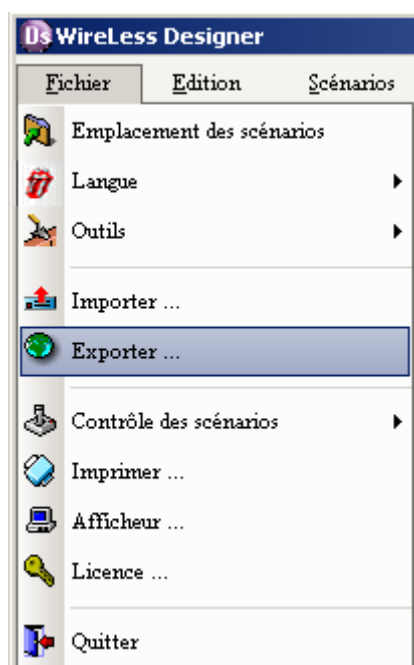 Ds WireLess Designer
Fichier Edition Scénarios
Emplacement des scénarios
Langue
Outils
Importer ...
Exporter ...
Contrôle des scénarios
Imprimer ...
Afficheur ...
Licence ...
Quitter